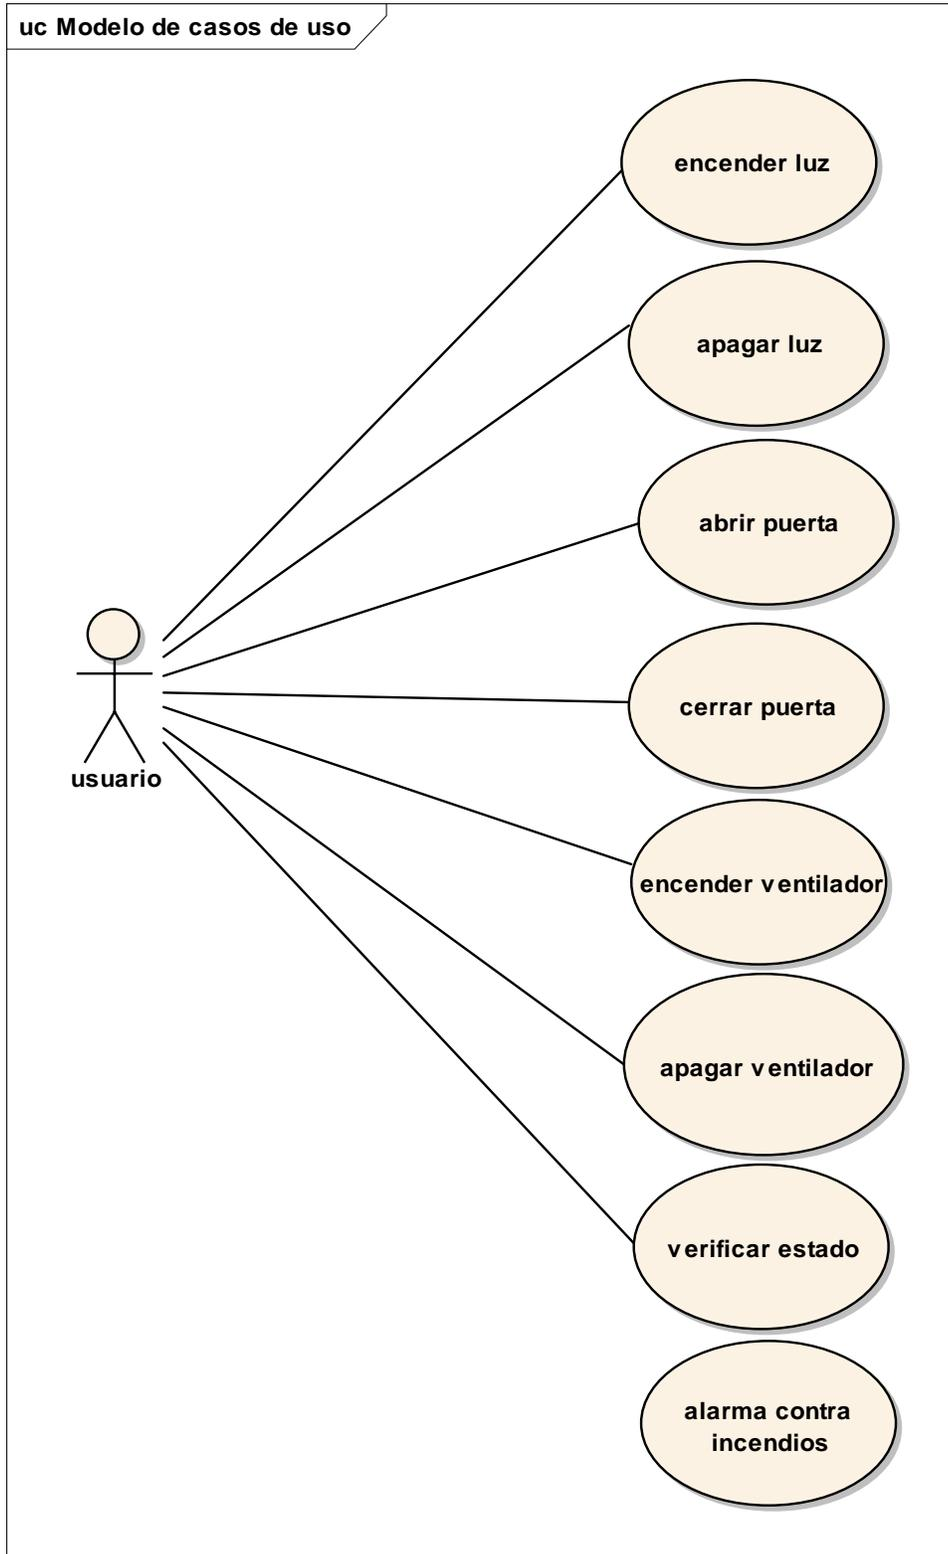 uc Modelo de casos de uso
encender luz
apagar luz
abrir puerta
cerrar puerta
usuario
encender ventilador
apagar ventilador
verificar estado
alarma contra
incendios